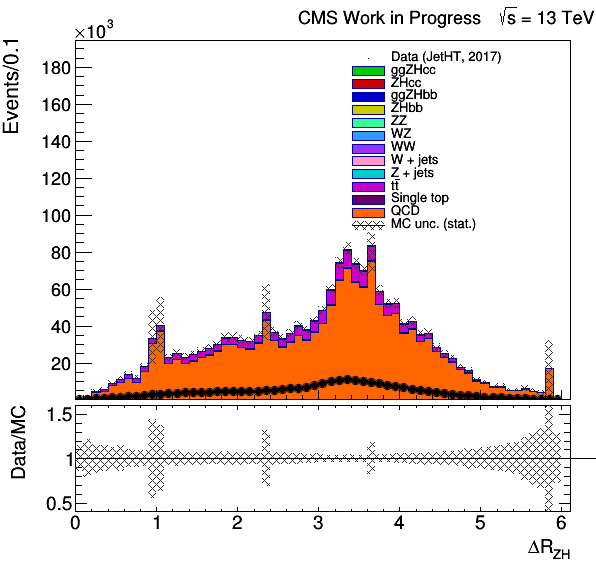 CMS Work in Progress √s = 13 TeV
×10³
Events/0.1
180
160
140
120
100
80
60
40
20
Data (JetHT, 2017)
ggZHcc
ZHcc
ggZHbb
ZHbb
ZZ
WZ
WW
W + jets
Z + jets
tt̄
Single top
QCD
MC unc. (stat.)
Data/MC
1.5
1
0.5
0 1 2 3 4 5 6
ΔR_ZH